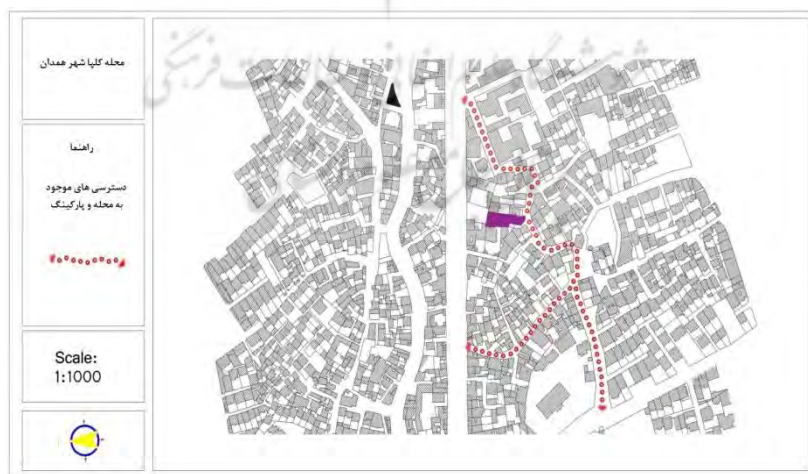 محله کلپا شهر همدان
راهنما
دسترسی های موجود
به محله و پارکینگ
Scale:
1:1000